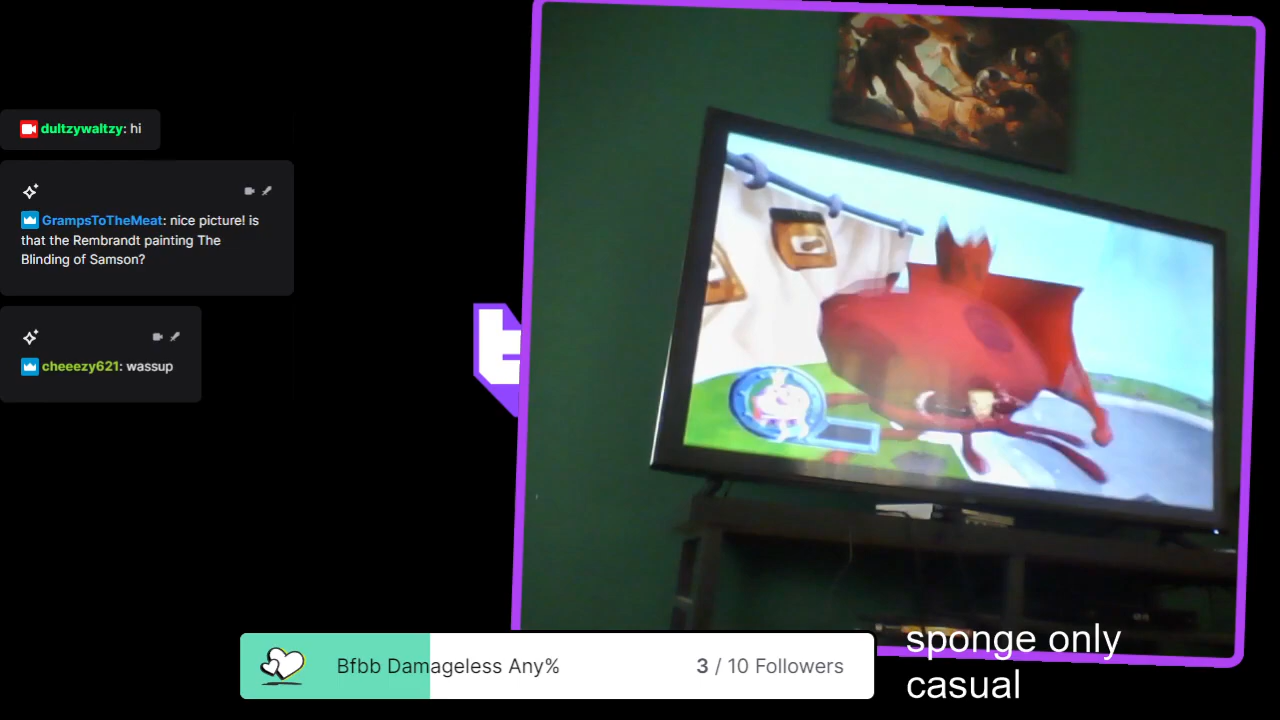 dultzywaltzy: hi
GrampsToTheMeat: nice picture! is
that the Rembrandt painting The
Blinding of Samson?
cheeezy621: wassup
Bfbb Damageless Any% 3 / 10 Followers
sponge only
casual